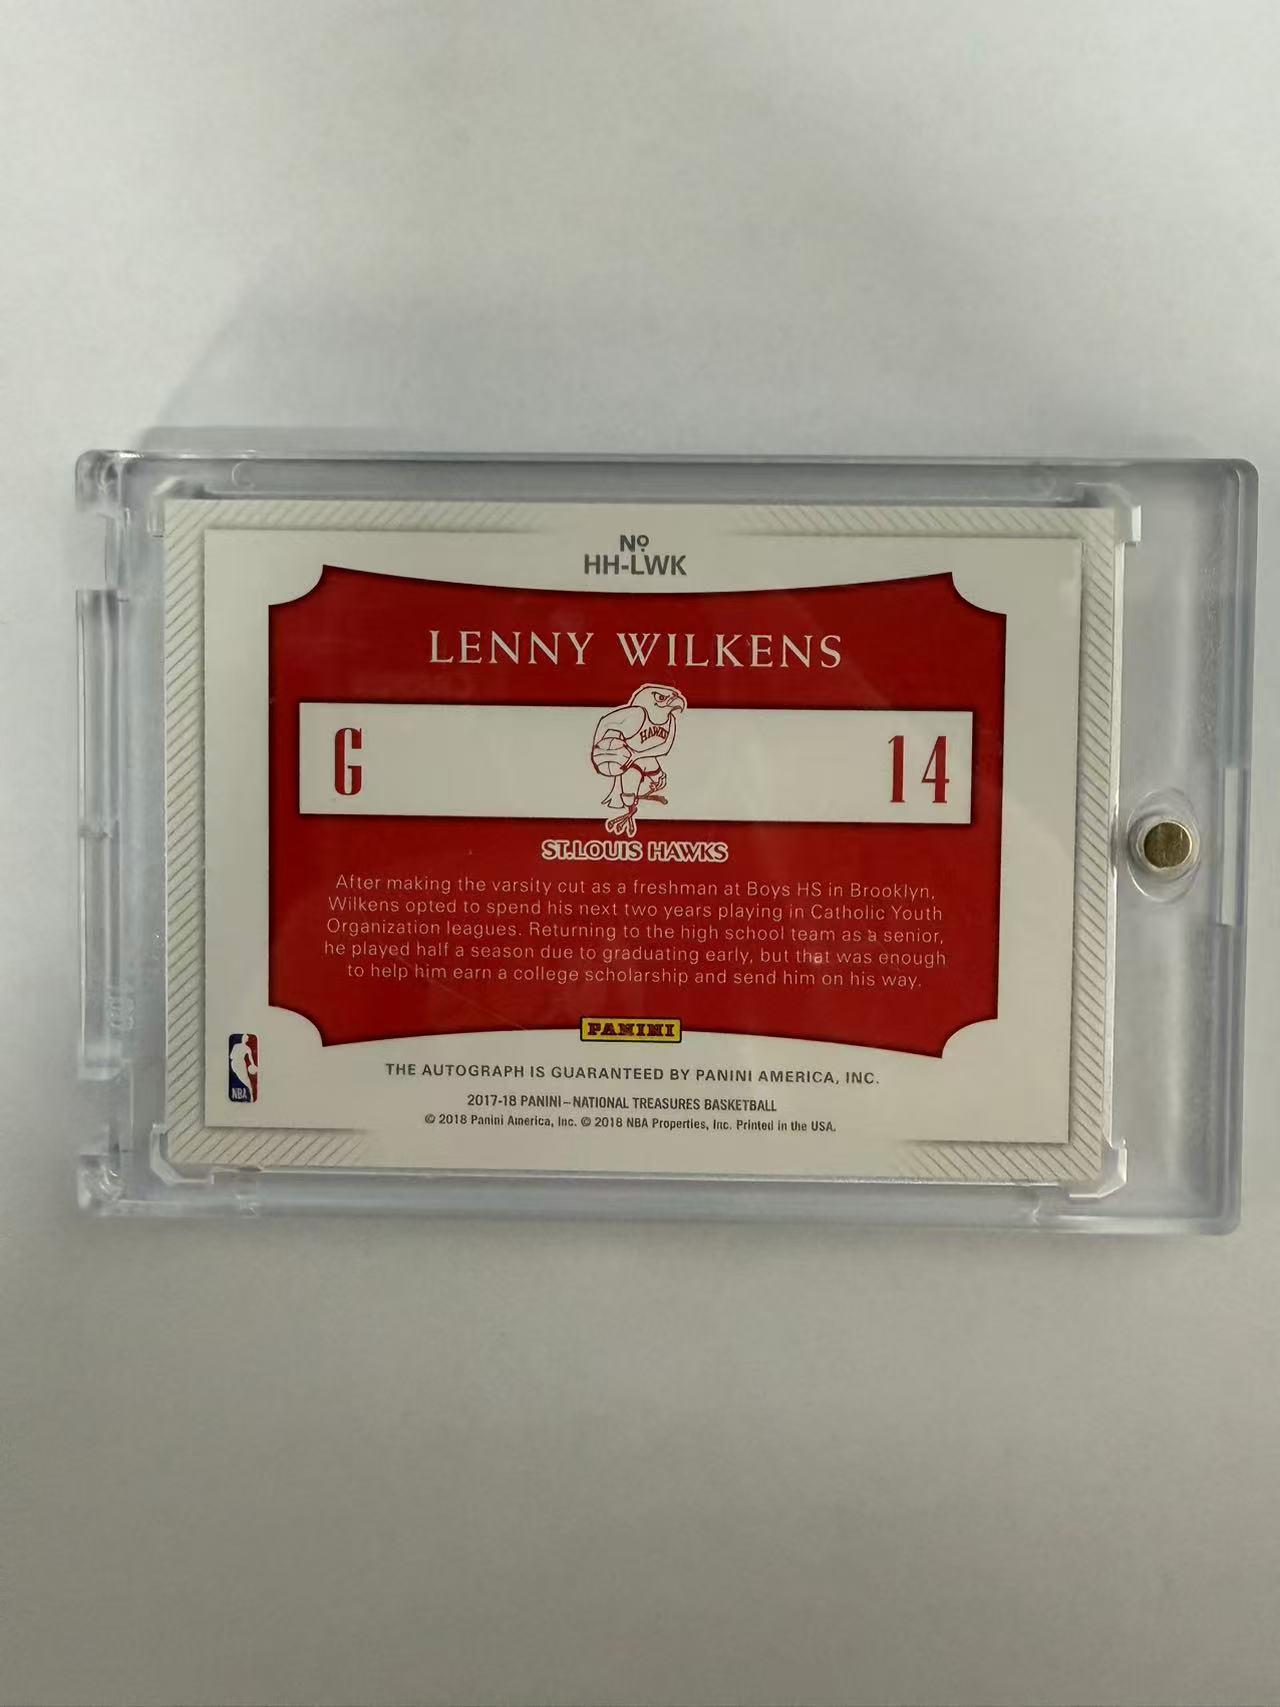 Nº
HH-LWK
LENNY WILKENS
G
HAWKS
14
ST.LOUIS HAWKS
After making the varsity cut as a freshman at Boys HS in Brooklyn,
Wilkens opted to spend his next two years playing in Catholic Youth
Organization leagues. Returning to the high school team as a senior,
he played half a season due to graduating early, but that was enough
to help him earn a college scholarship and send him on his way.
PANINI
NBA
THE AUTOGRAPH IS GUARANTEED BY PANINI AMERICA, INC.
2017-18 PANINI–NATIONAL TREASURES BASKETBALL
© 2018 Panini America, Inc. © 2018 NBA Properties, Inc. Printed in the USA.